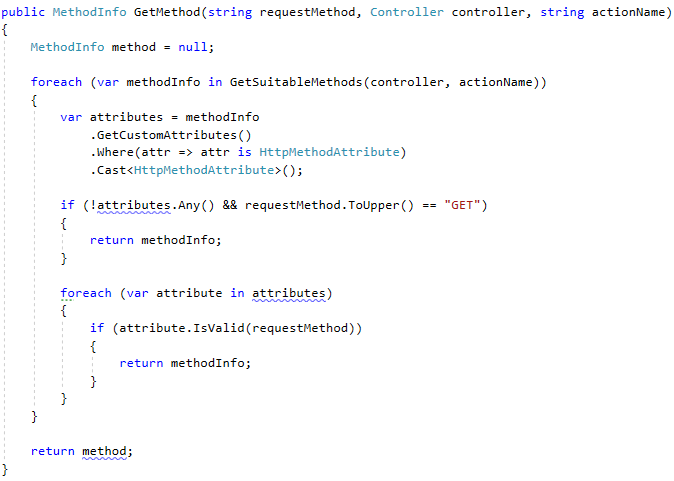 public MethodInfo GetMethod(string requestMethod, Controller controller, string actionName)
{
    MethodInfo method = null;

    foreach (var methodInfo in GetSuitableMethods(controller, actionName))
    {
        var attributes = methodInfo
            .GetCustomAttributes()
            .Where(attr => attr is HttpMethodAttribute)
            .Cast<HttpMethodAttribute>();

        if (!attributes.Any() && requestMethod.ToUpper() == "GET")
        {
            return methodInfo;
        }

        foreach (var attribute in attributes)
        {
            if (attribute.IsValid(requestMethod))
            {
                return methodInfo;
            }
        }
    }

    return method;
}